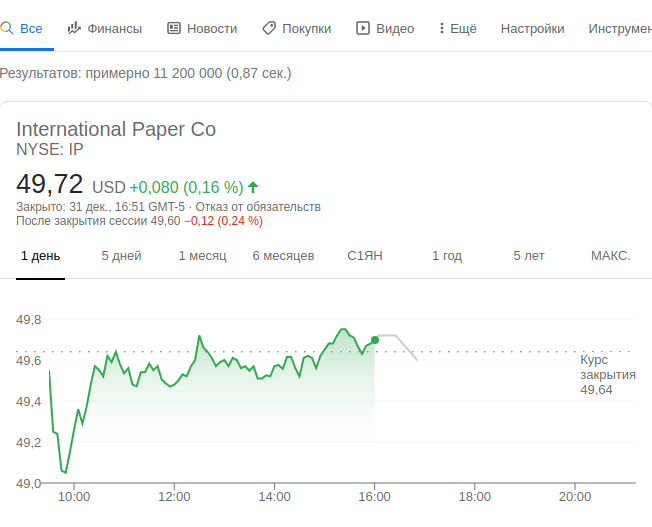 Все Финансы Новости Покупки Видео Ещё Настройки Инструмен
Результатов: примерно 11 200 000 (0,87 сек.)
International Paper Co
NYSE: IP
49,72 USD +0,080 (0,16 %)
Закрыто: 31 дек., 16:51 GMT-5 · Отказ от обязательств
После закрытия сессии 49,60 −0,12 (0,24 %)
1 день 5 дней 1 месяц 6 месяцев С1ЯН 1 год 5 лет МАКС.
49,8
49,6
Курс
закрытия
49,64
49,4
49,2
49,0
10:00 12:00 14:00 16:00 18:00 20:00